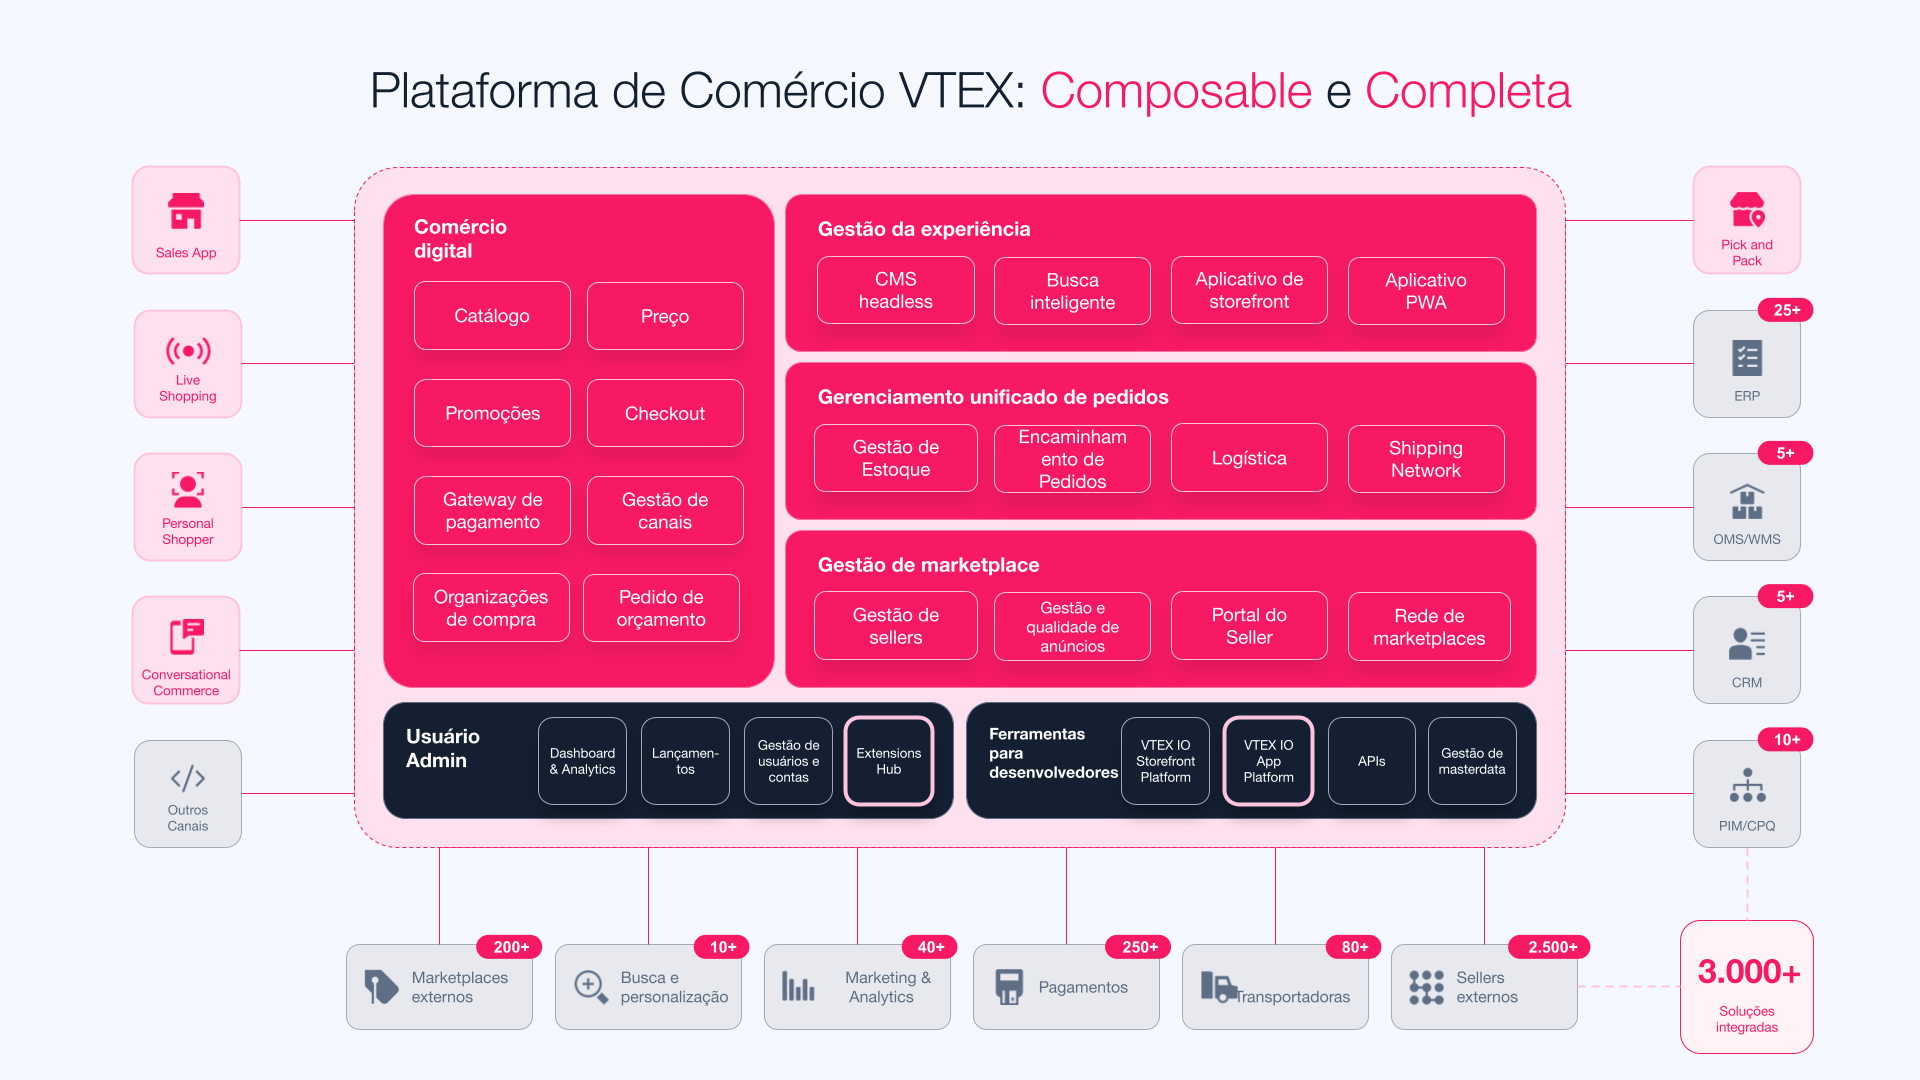 Plataforma de Comércio VTEX: Composable e Completa
Sales App
Live
Shopping
Personal
Shopper
Conversational
Commerce
Outros
Canais
Comércio
digital
Catálogo
Preço
Promoções
Checkout
Gateway de
pagamento
Gestão de
canais
Organizações
de compra
Pedido de
orçamento
Gestão da experiência
CMS
headless
Busca
inteligente
Aplicativo de
storefront
Aplicativo
PWA
Gerenciamento unificado de pedidos
Gestão de
Estoque
Encaminham
ento de
Pedidos
Logística
Shipping
Network
Gestão de marketplace
Gestão de
sellers
Gestão e
qualidade de
anúncios
Portal do
Seller
Rede de
marketplaces
Usuário
Admin
Dashboard
& Analytics
Lançamen-
tos
Gestão de
usuários e
contas
Extensions
Hub
Ferramentas
para
desenvolvedores
VTEX IO
Storefront
Platform
VTEX IO
App
Platform
APIs
Gestão de
masterdata
Pick and
Pack
25+
ERP
5+
OMS/WMS
5+
CRM
10+
PIM/CPQ
200+
Marketplaces
externos
10+
Busca e
personalização
40+
Marketing &
Analytics
250+
Pagamentos
80+
Transportadoras
2.500+
Sellers
externos
3.000+
Soluções
integradas